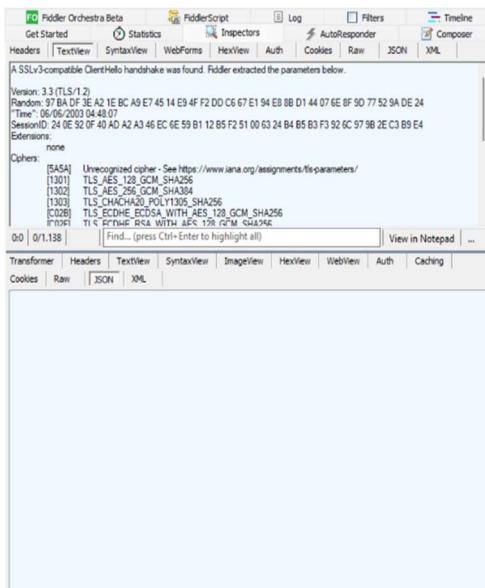 FO Fiddler Orchestra Beta FiddlerScript Log Filters Timeline
Get Started Statistics Inspectors AutoResponder Composer
Headers TextView SyntaxView WebForms HexView Auth Cookies Raw JSON XML
A SSLv3-compatible ClientHello handshake was found. Fiddler extracted the parameters below.
Version: 3.3 (TLS/1.2)
Random: 97 BA DF 3E A2 1E BC A9 E7 45 14 E9 4F F2 DD C6 67 E1 94 E8 8B D1 44 07 6E 8F 9D 77 52 9A DE 24
"Time": 06/06/2003 04:48:07
SessionID: 24 0E 92 0F 40 AD A2 A3 46 EC 6E 59 B1 12 B5 F2 51 00 63 24 B4 B5 B3 F3 92 6C 97 9B 2E C3 B9 E4
Extensions:
none
Ciphers:
[5A5A] Unrecognized cipher - See https://www.iana.org/assignments/tls-parameters/
[1301] TLS_AES_128_GCM_SHA256
[1302] TLS_AES_256_GCM_SHA384
[1303] TLS_CHACHA20_POLY1305_SHA256
[C02B] TLS_ECDHE_ECDSA_WITH_AES_128_GCM_SHA256
[C02F] TLS_ECDHE_RSA_WITH_AES_128_GCM_SHA256
0:0 0/1.138 Find... (press Ctrl+Enter to highlight all) View in Notepad ...
Transformer Headers TextView SyntaxView ImageView HexView WebView Auth Caching
Cookies Raw JSON XML